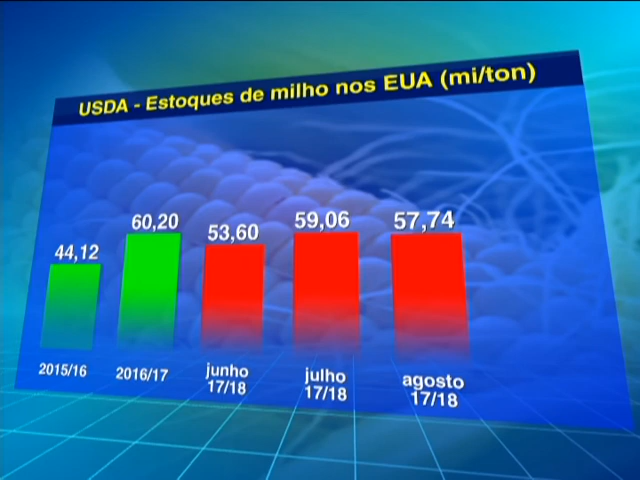 USDA - Estoques de milho nos EUA (mi/ton)
44,12
60,20
53,60
59,06
57,74
2015/16
2016/17
junho
17/18
julho
17/18
agosto
17/18